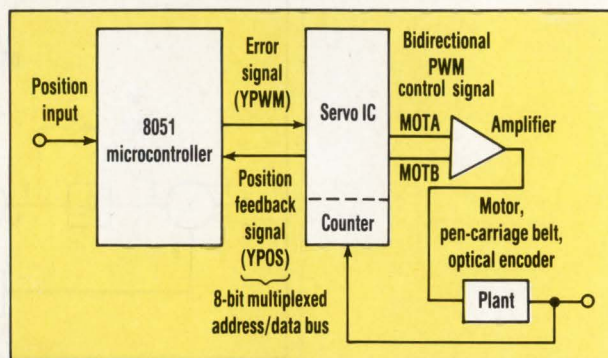 Position
input
8051
microcontroller
Error
signal
(YPWM)
Position
feedback
signal
(YPOS)
8-bit multiplexed
address/data bus
Servo IC
Counter
Bidirectional
PWM
control signal
MOTA
MOTB
Amplifier
Motor,
pen-carriage belt,
optical encoder
Plant